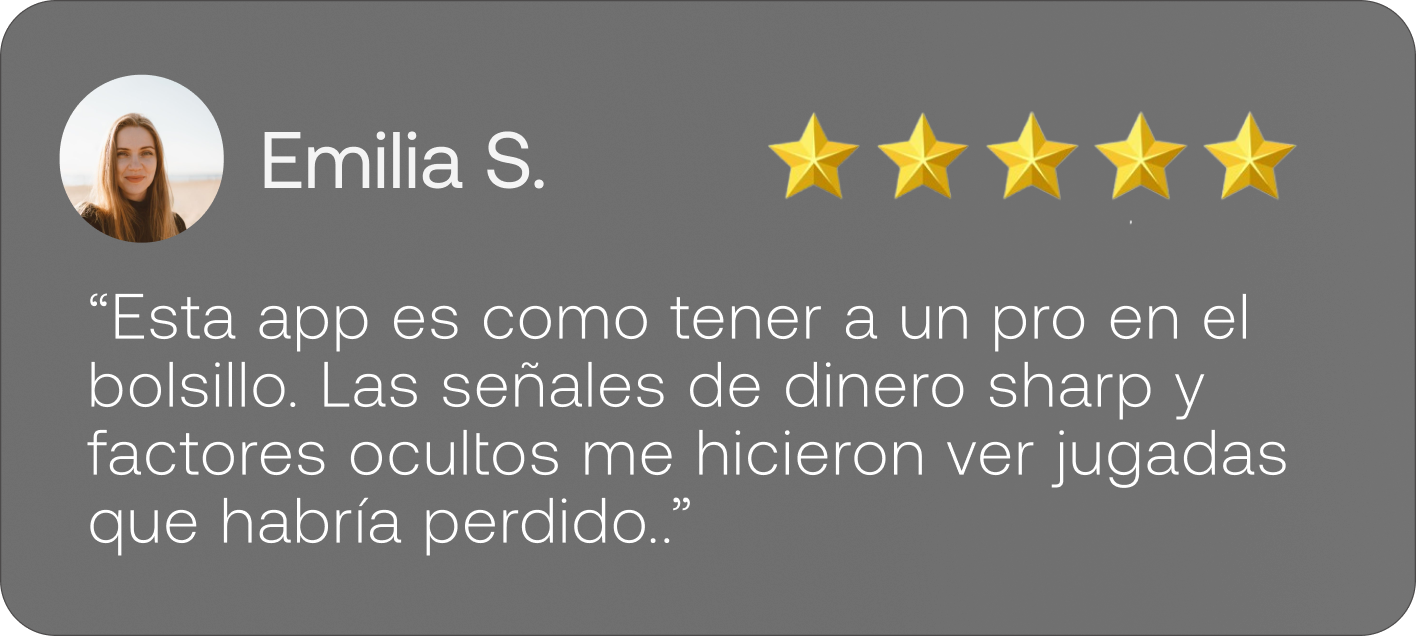 Emilia S.
“Esta app es como tener a un pro en el
bolsillo. Las señales de dinero sharp y
factores ocultos me hicieron ver jugadas
que habría perdido..”